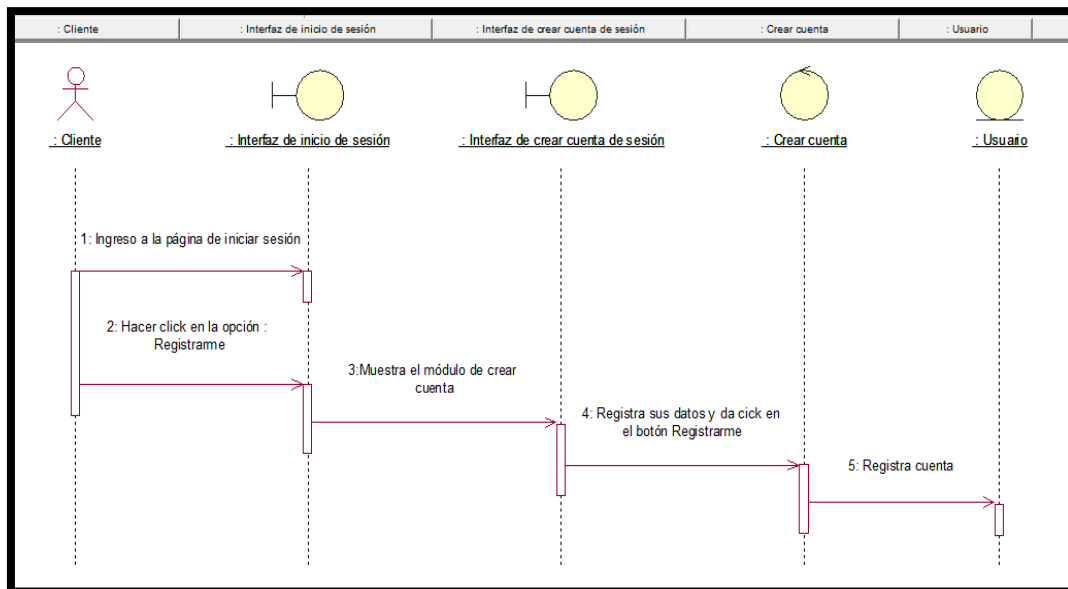 : Cliente
: Interfaz de inicio de sesión
: Interfaz de crear cuenta de sesión
: Crear cuenta
: Usuario
: Cliente
: Interfaz de inicio de sesión
: Interfaz de crear cuenta de sesión
: Crear cuenta
: Usuario
1: Ingreso a la página de iniciar sesión
2: Hacer click en la opción :
Registrarme
3:Muestra el módulo de crear
cuenta
4: Registra sus datos y da cick en
el botón Registrarme
5: Registra cuenta